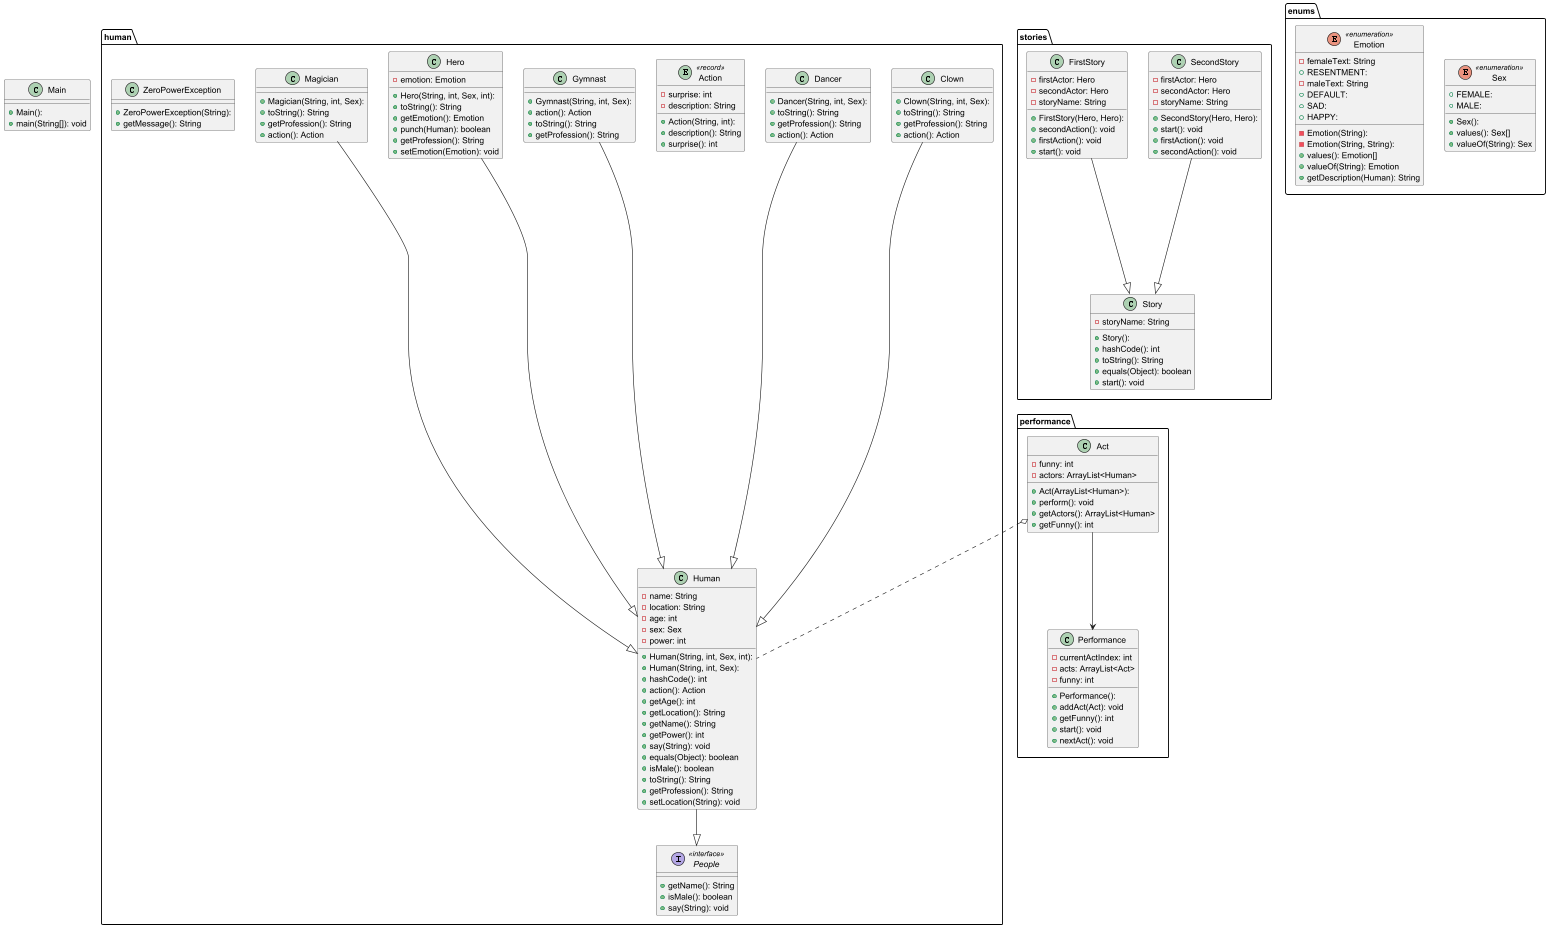 Main
Main():
main(String[]): void
human
ZeroPowerException
ZeroPowerException(String):
getMessage(): String
Magician
Magician(String, int, Sex):
toString(): String
getProfession(): String
action(): Action
Hero
emotion: Emotion
Hero(String, int, Sex, int):
toString(): String
getEmotion(): Emotion
punch(Human): boolean
getProfession(): String
setEmotion(Emotion): void
Gymnast
Gymnast(String, int, Sex):
action(): Action
toString(): String
getProfession(): String
«record»
Action
surprise: int
description: String
Action(String, int):
description(): String
surprise(): int
Dancer
Dancer(String, int, Sex):
toString(): String
getProfession(): String
action(): Action
Clown
Clown(String, int, Sex):
toString(): String
getProfession(): String
action(): Action
Human
name: String
location: String
age: int
sex: Sex
power: int
Human(String, int, Sex, int):
Human(String, int, Sex):
hashCode(): int
action(): Action
getAge(): int
getLocation(): String
getName(): String
getPower(): int
say(String): void
equals(Object): boolean
isMale(): boolean
toString(): String
getProfession(): String
setLocation(String): void
«interface»
People
getName(): String
isMale(): boolean
say(String): void
stories
FirstStory
firstActor: Hero
secondActor: Hero
storyName: String
FirstStory(Hero, Hero):
secondAction(): void
firstAction(): void
start(): void
SecondStory
firstActor: Hero
secondActor: Hero
storyName: String
SecondStory(Hero, Hero):
start(): void
firstAction(): void
secondAction(): void
Story
storyName: String
Story():
hashCode(): int
toString(): String
equals(Object): boolean
start(): void
performance
Act
funny: int
actors: ArrayList<Human>
Act(ArrayList<Human>):
perform(): void
getActors(): ArrayList<Human>
getFunny(): int
Performance
currentActIndex: int
acts: ArrayList<Act>
funny: int
Performance():
addAct(Act): void
getFunny(): int
start(): void
nextAct(): void
enums
«enumeration»
Emotion
femaleText: String
RESENTMENT:
maleText: String
DEFAULT:
SAD:
HAPPY:
Emotion(String):
Emotion(String, String):
values(): Emotion[]
valueOf(String): Emotion
getDescription(Human): String
«enumeration»
Sex
FEMALE:
MALE:
Sex():
values(): Sex[]
valueOf(String): Sex